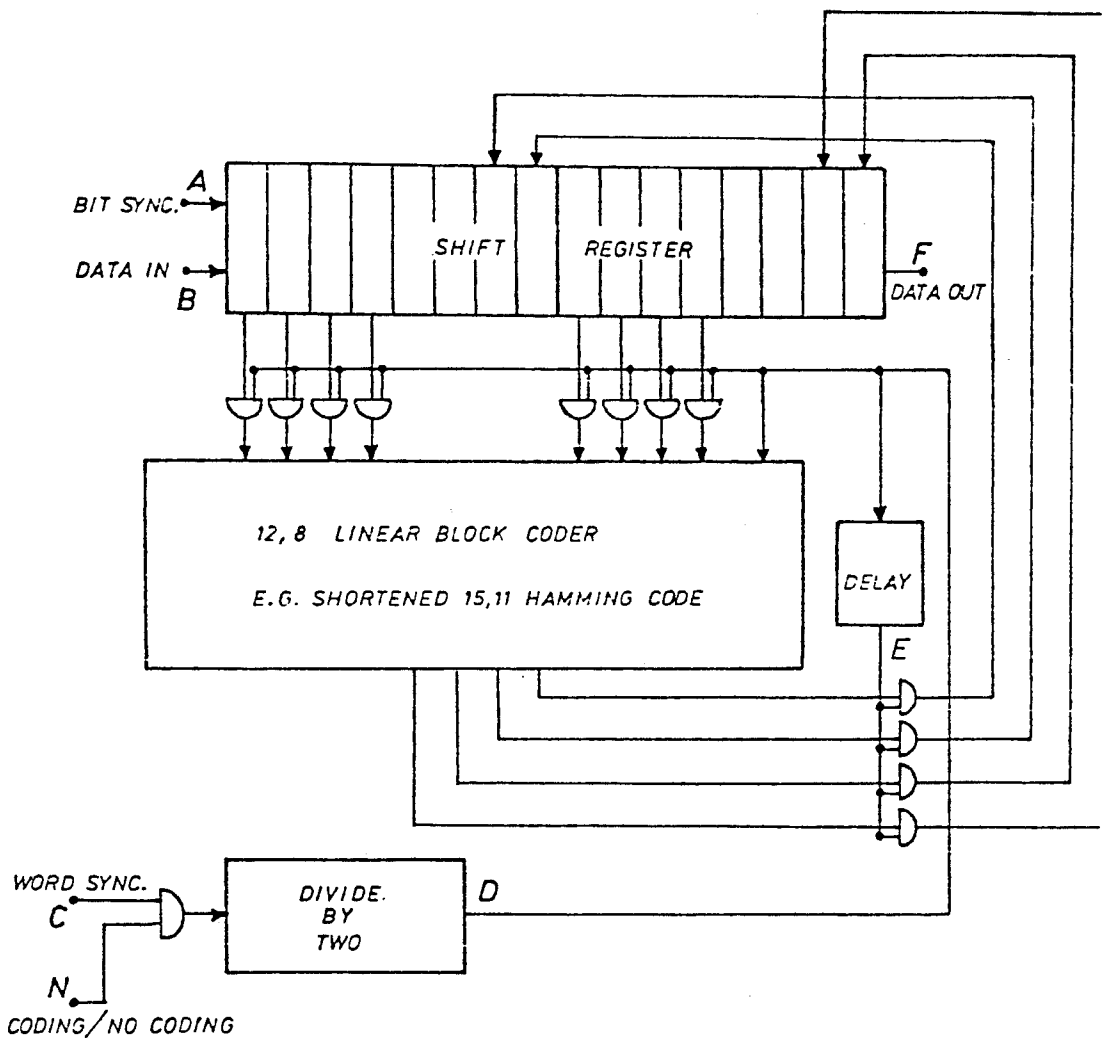 A
BIT SYNC.
DATA IN
B
SHIFT REGISTER
F
DATA OUT
12,8 LINEAR BLOCK CODER
E.G. SHORTENED 15,11 HAMMING CODE
DELAY
E
WORD SYNC.
C
DIVIDE.
BY
TWO
D
N
CODING/NO CODING